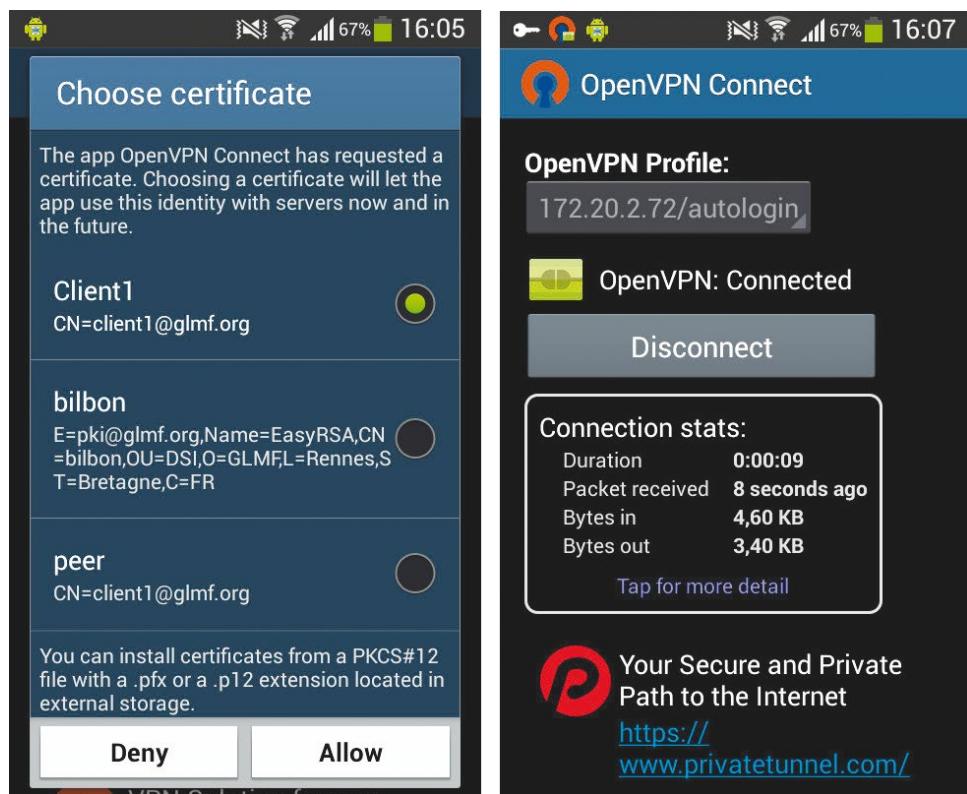 67% 16:05
Choose certificate
The app OpenVPN Connect has requested a
certificate. Choosing a certificate will let the
app use this identity with servers now and in
the future.
Client1
CN=client1@glmf.org
bilbon
E=pki@glmf.org,Name=EasyRSA,CN
=bilbon,OU=DSI,O=GLMF,L=Rennes,S
T=Bretagne,C=FR
peer
CN=client1@glmf.org
You can install certificates from a PKCS#12
file with a .pfx or a .p12 extension located in
external storage.
Deny Allow
67% 16:07
OpenVPN Connect
OpenVPN Profile:
172.20.2.72/autologin
OpenVPN: Connected
Disconnect
Connection stats:
Duration 0:00:09
Packet received 8 seconds ago
Bytes in 4,60 KB
Bytes out 3,40 KB
Tap for more detail
Your Secure and Private
Path to the Internet
https://
www.privatetunnel.com/